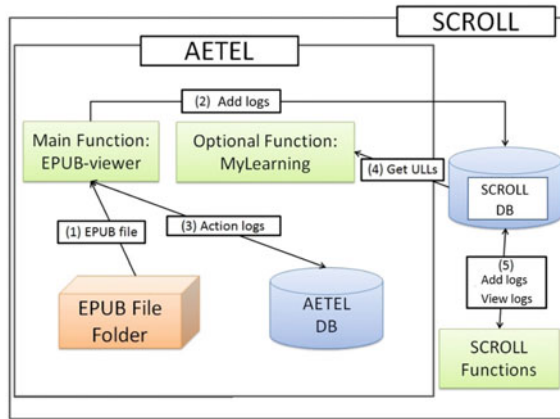 SCROLL
AETEL
(2) Add logs
Main Function:
EPUB-viewer
Optional Function:
MyLearning
(4) Get ULLs
SCROLL
DB
(1) EPUB file
(3) Action logs
(5)
Add logs
View logs
EPUB File
Folder
AETEL
DB
SCROLL
Functions